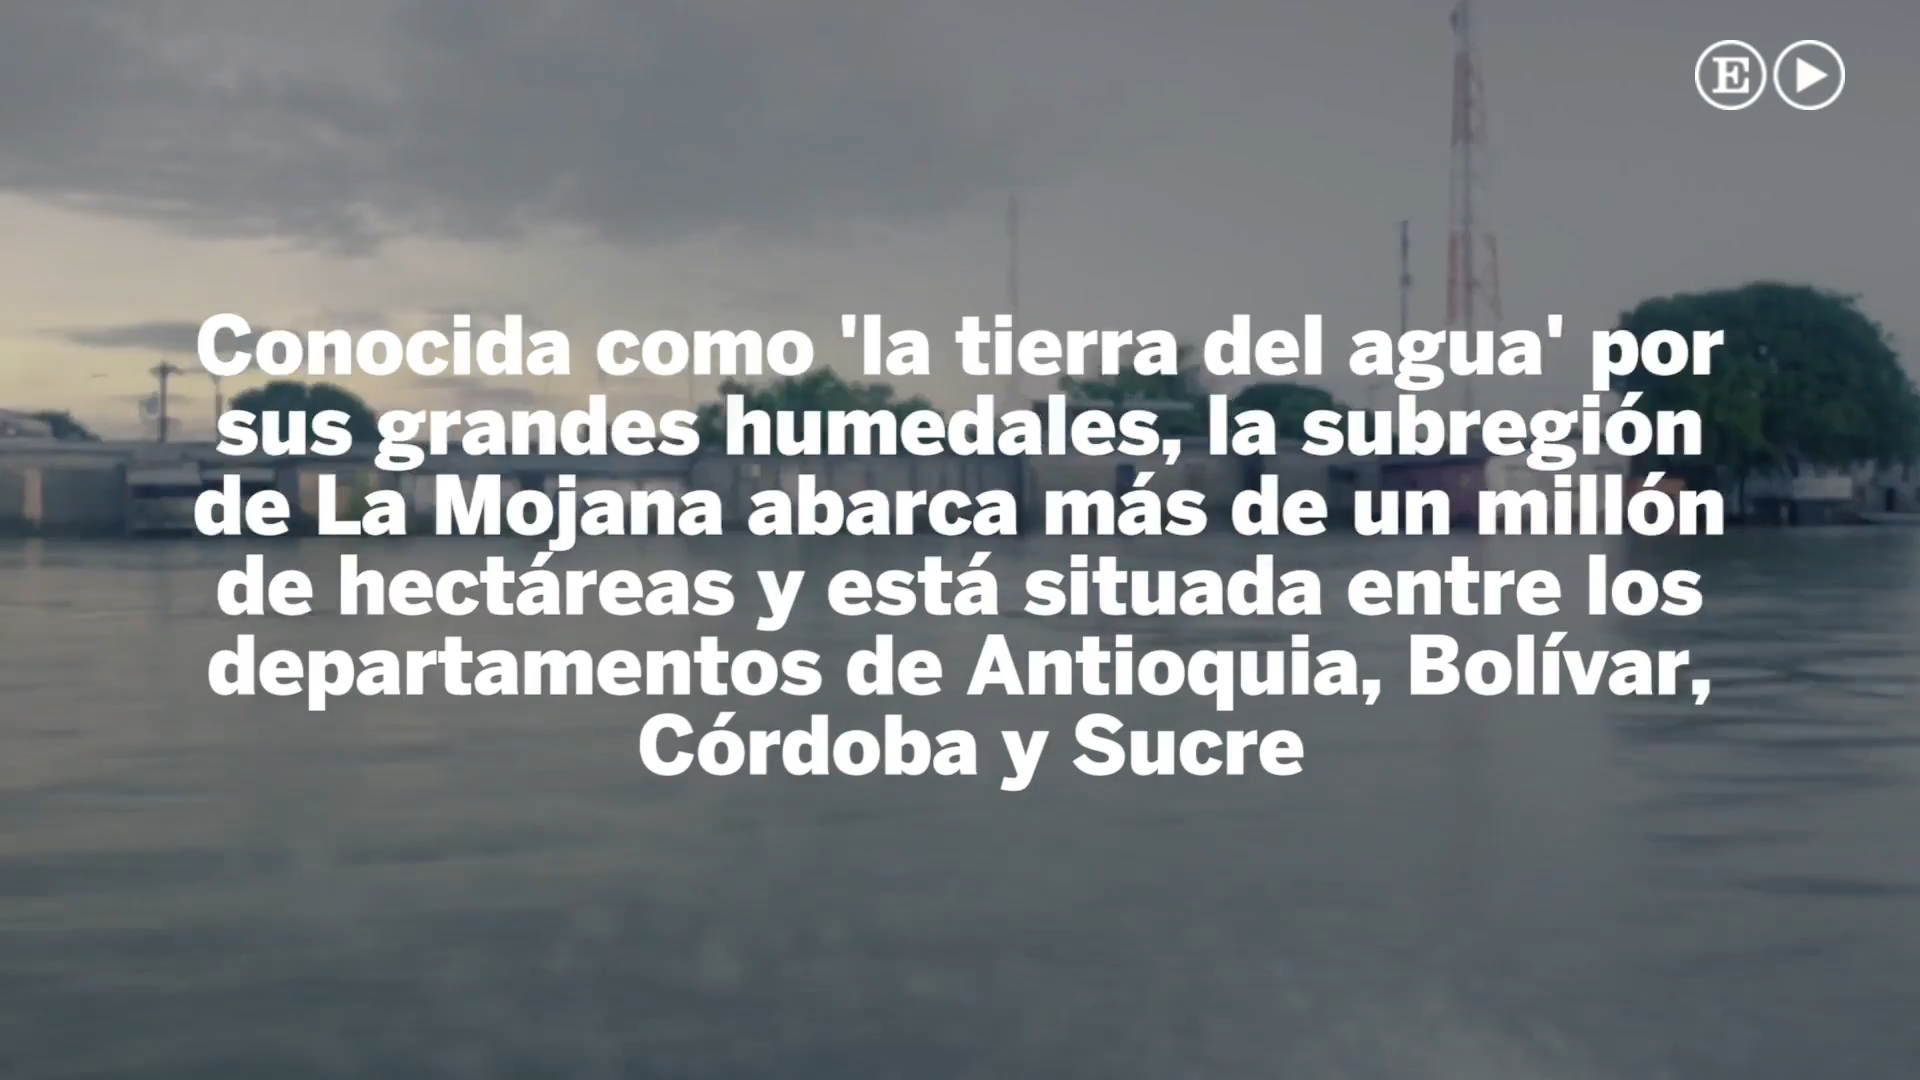 E
Conocida como 'la tierra del agua' por
sus grandes humedales, la subregión
de La Mojana abarca más de un millón
de hectáreas y está situada entre los
departamentos de Antioquia, Bolívar,
Córdoba y Sucre